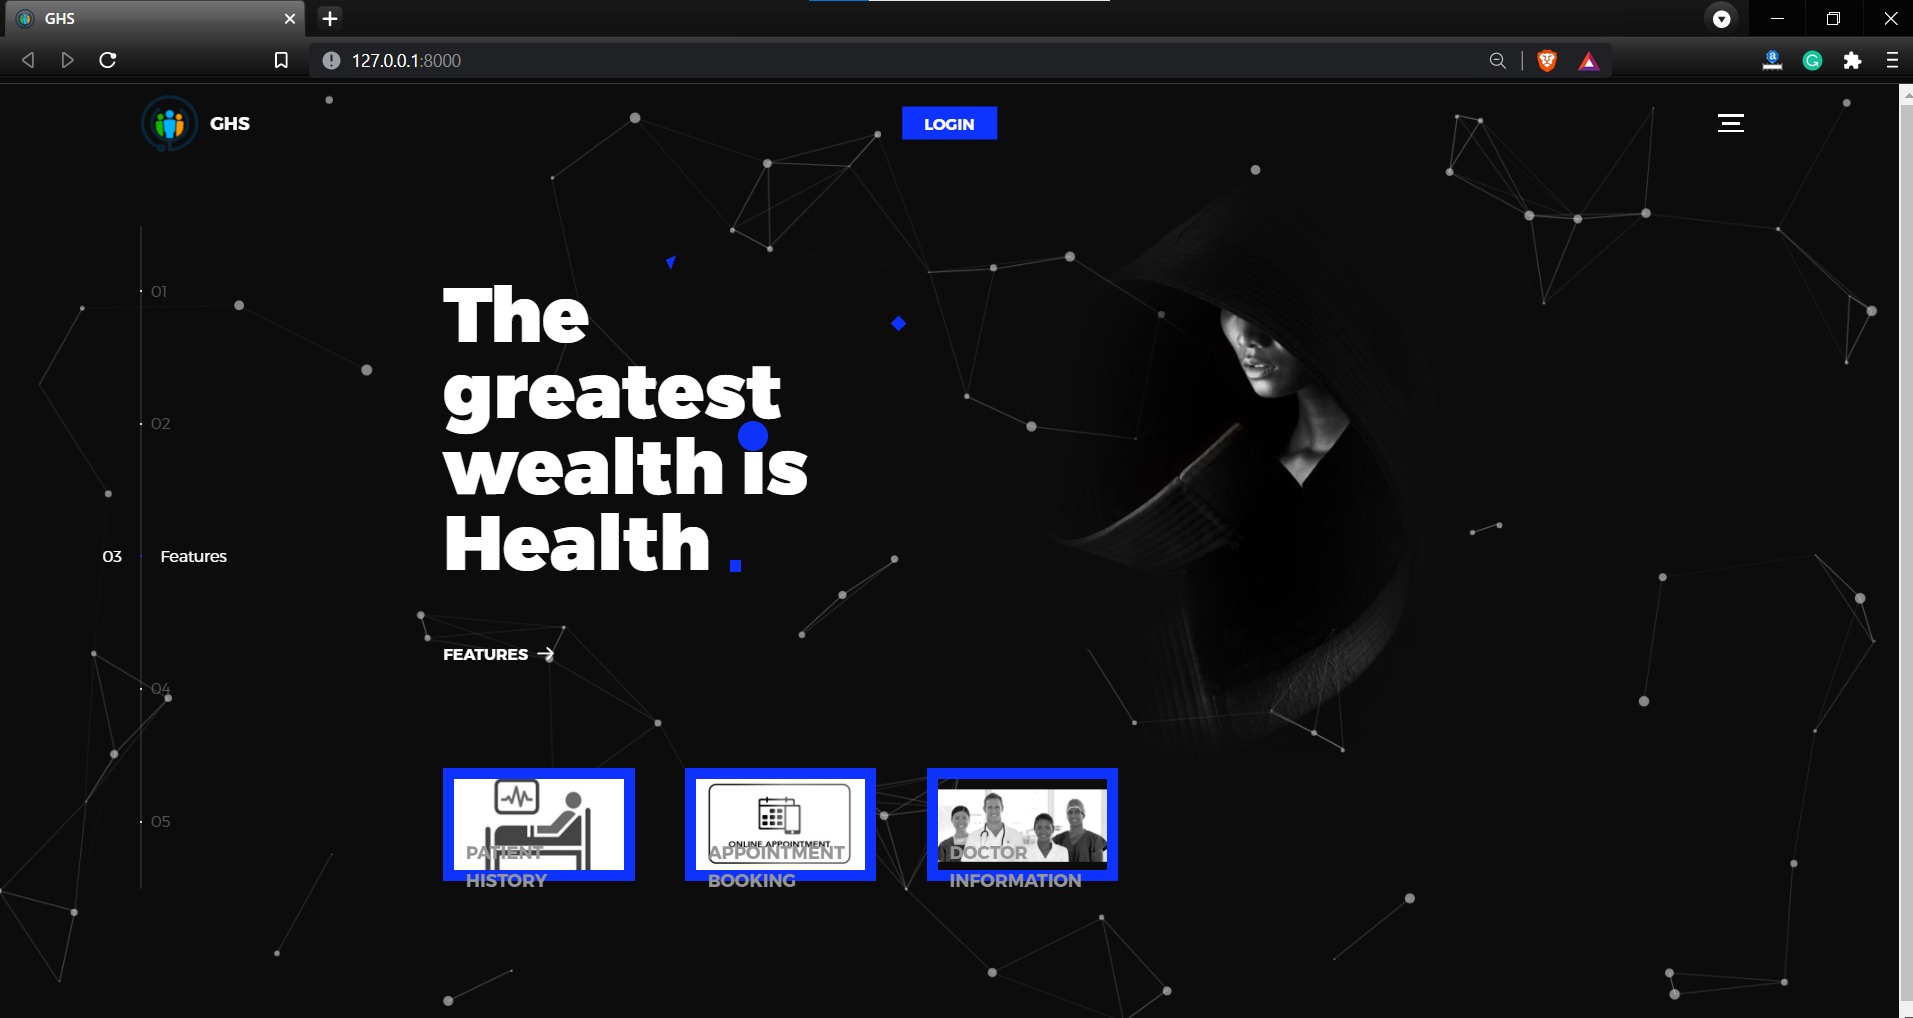 GHS
127.0.0.1:8000
GHS
LOGIN
01
02
03 Features
04
05
The
greatest
wealth is
Health .
FEATURES →
PATIENT
HISTORY
ONLINE APPOINTMENT
APPOINTMENT
BOOKING
DOCTOR
INFORMATION